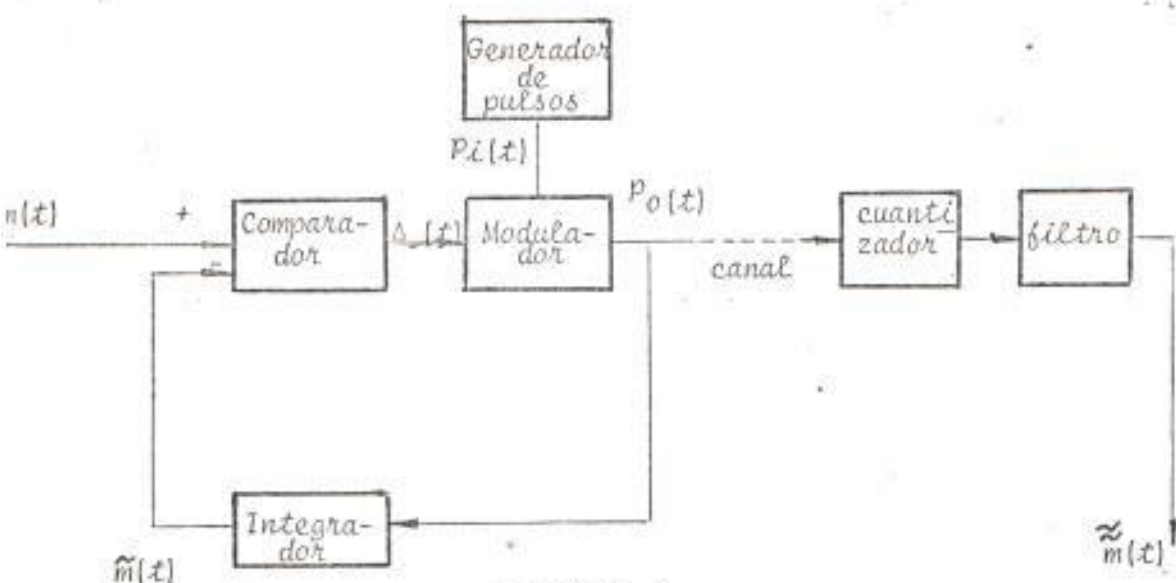 Generador
de
pulsos
Pi(t)
m(t)
+
Compara-
dor
Δ(t)
Modula-
dor
Po(t)
canal
cuanti
zador
filtro
-
Integra-
dor
m̃(t)
m̃̃(t)